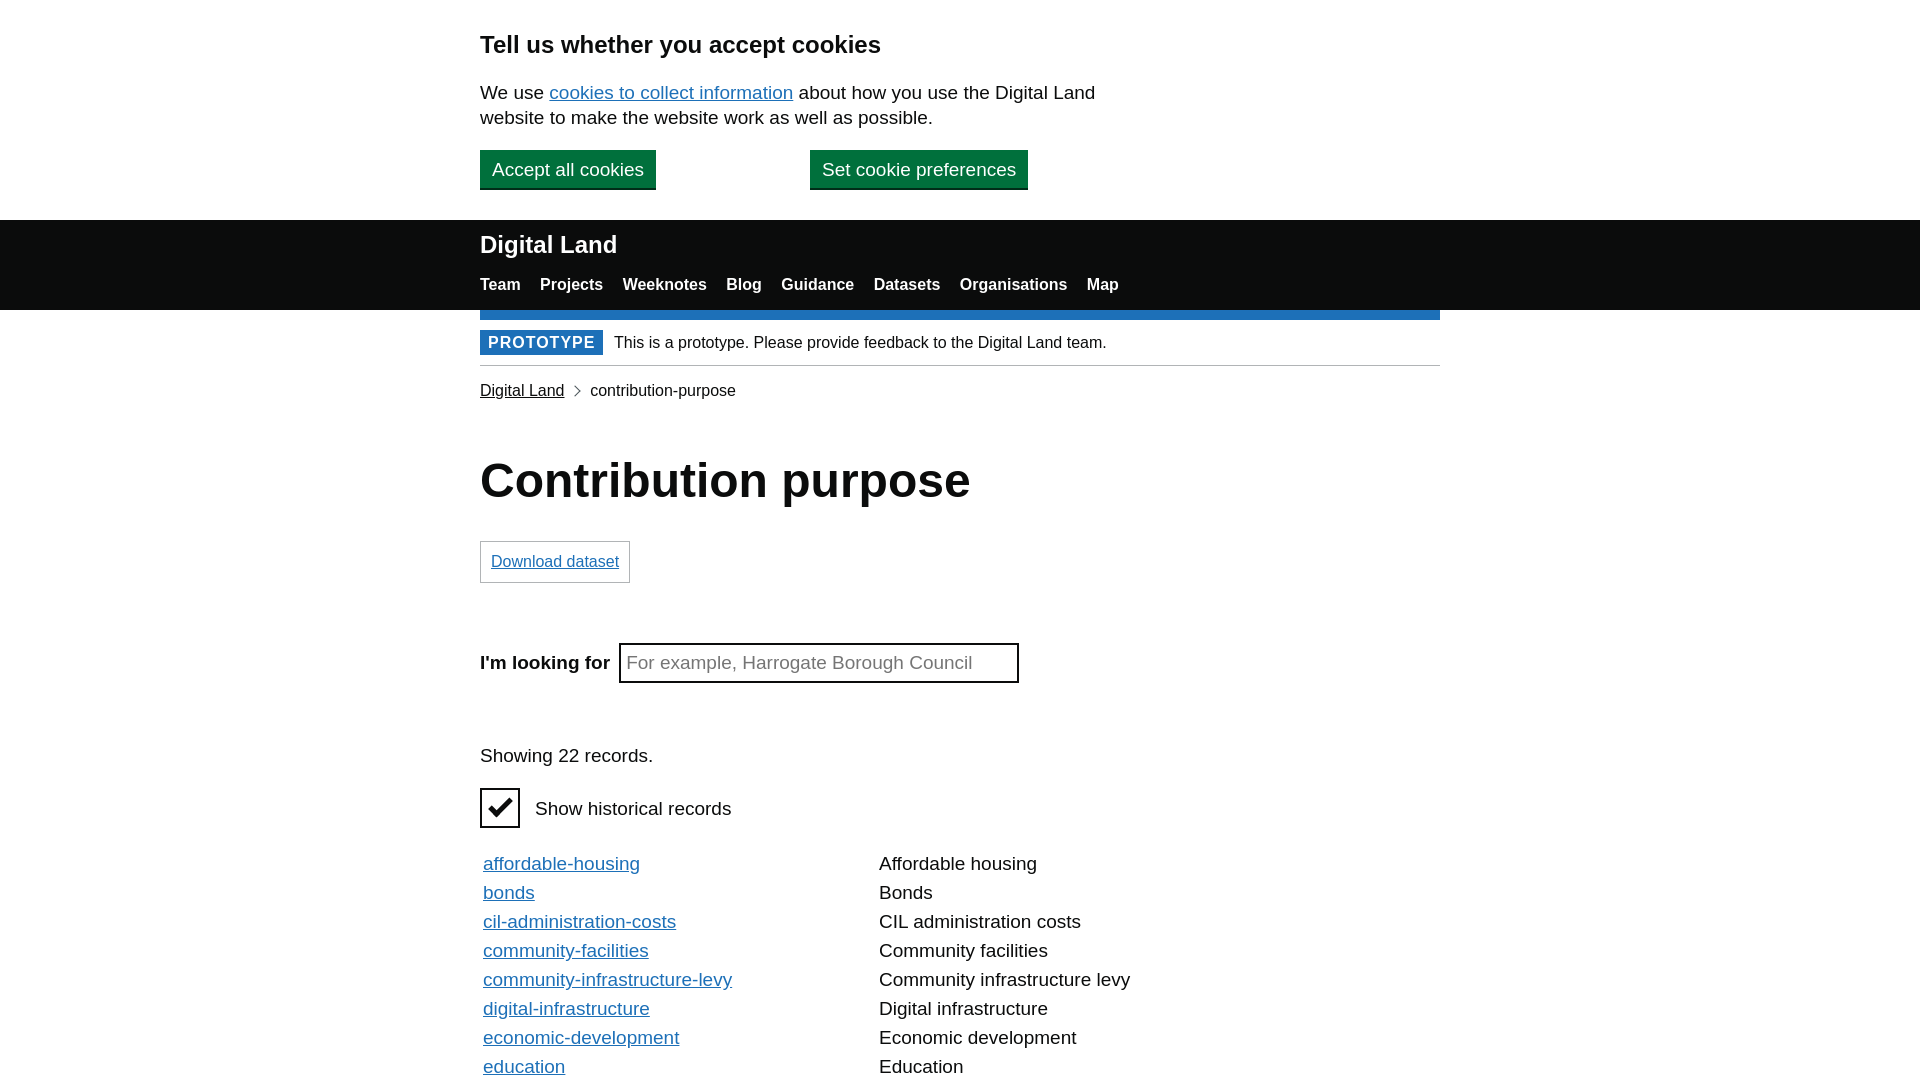 Tell us whether you accept cookies
We use cookies to collect information about how you use the Digital Land
website to make the website work as well as possible.
Accept all cookies
Set cookie preferences
Digital Land
Team Projects Weeknotes Blog Guidance Datasets Organisations Map
PROTOTYPE This is a prototype. Please provide feedback to the Digital Land team.
Digital Land contribution-purpose
Contribution purpose
Download dataset
I'm looking for For example, Harrogate Borough Council
Showing 22 records.
Show historical records
affordable-housing Affordable housing
bonds Bonds
cil-administration-costs CIL administration costs
community-facilities Community facilities
community-infrastructure-levy Community infrastructure levy
digital-infrastructure Digital infrastructure
economic-development Economic development
education Education